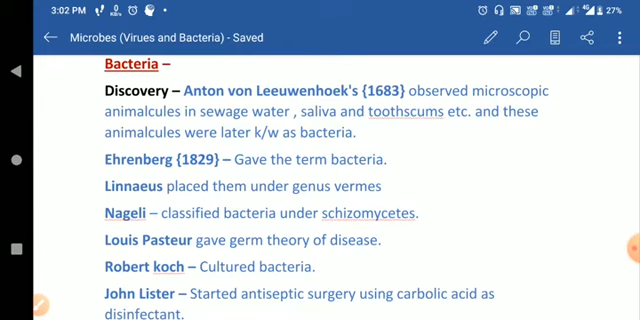 3:02 PM
0
KB/s
4G
27%
Microbes (Virues and Bacteria) - Saved
Bacteria –
Discovery – Anton von Leeuwenhoek's {1683} observed microscopic
animalcules in sewage water , saliva and toothscums etc. and these
animalcules were later k/w as bacteria.
Ehrenberg {1829} – Gave the term bacteria.
Linnaeus placed them under genus vermes
Nageli – classified bacteria under schizomycetes.
Louis Pasteur gave germ theory of disease.
Robert koch – Cultured bacteria.
John Lister – Started antiseptic surgery using carbolic acid as
disinfectant.